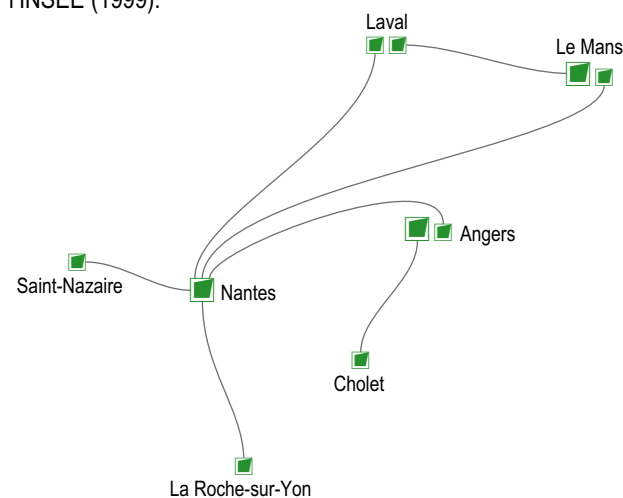 l'INSEE (1999).
Laval
Le Mans
Angers
Saint-Nazaire
Nantes
Cholet
La Roche-sur-Yon